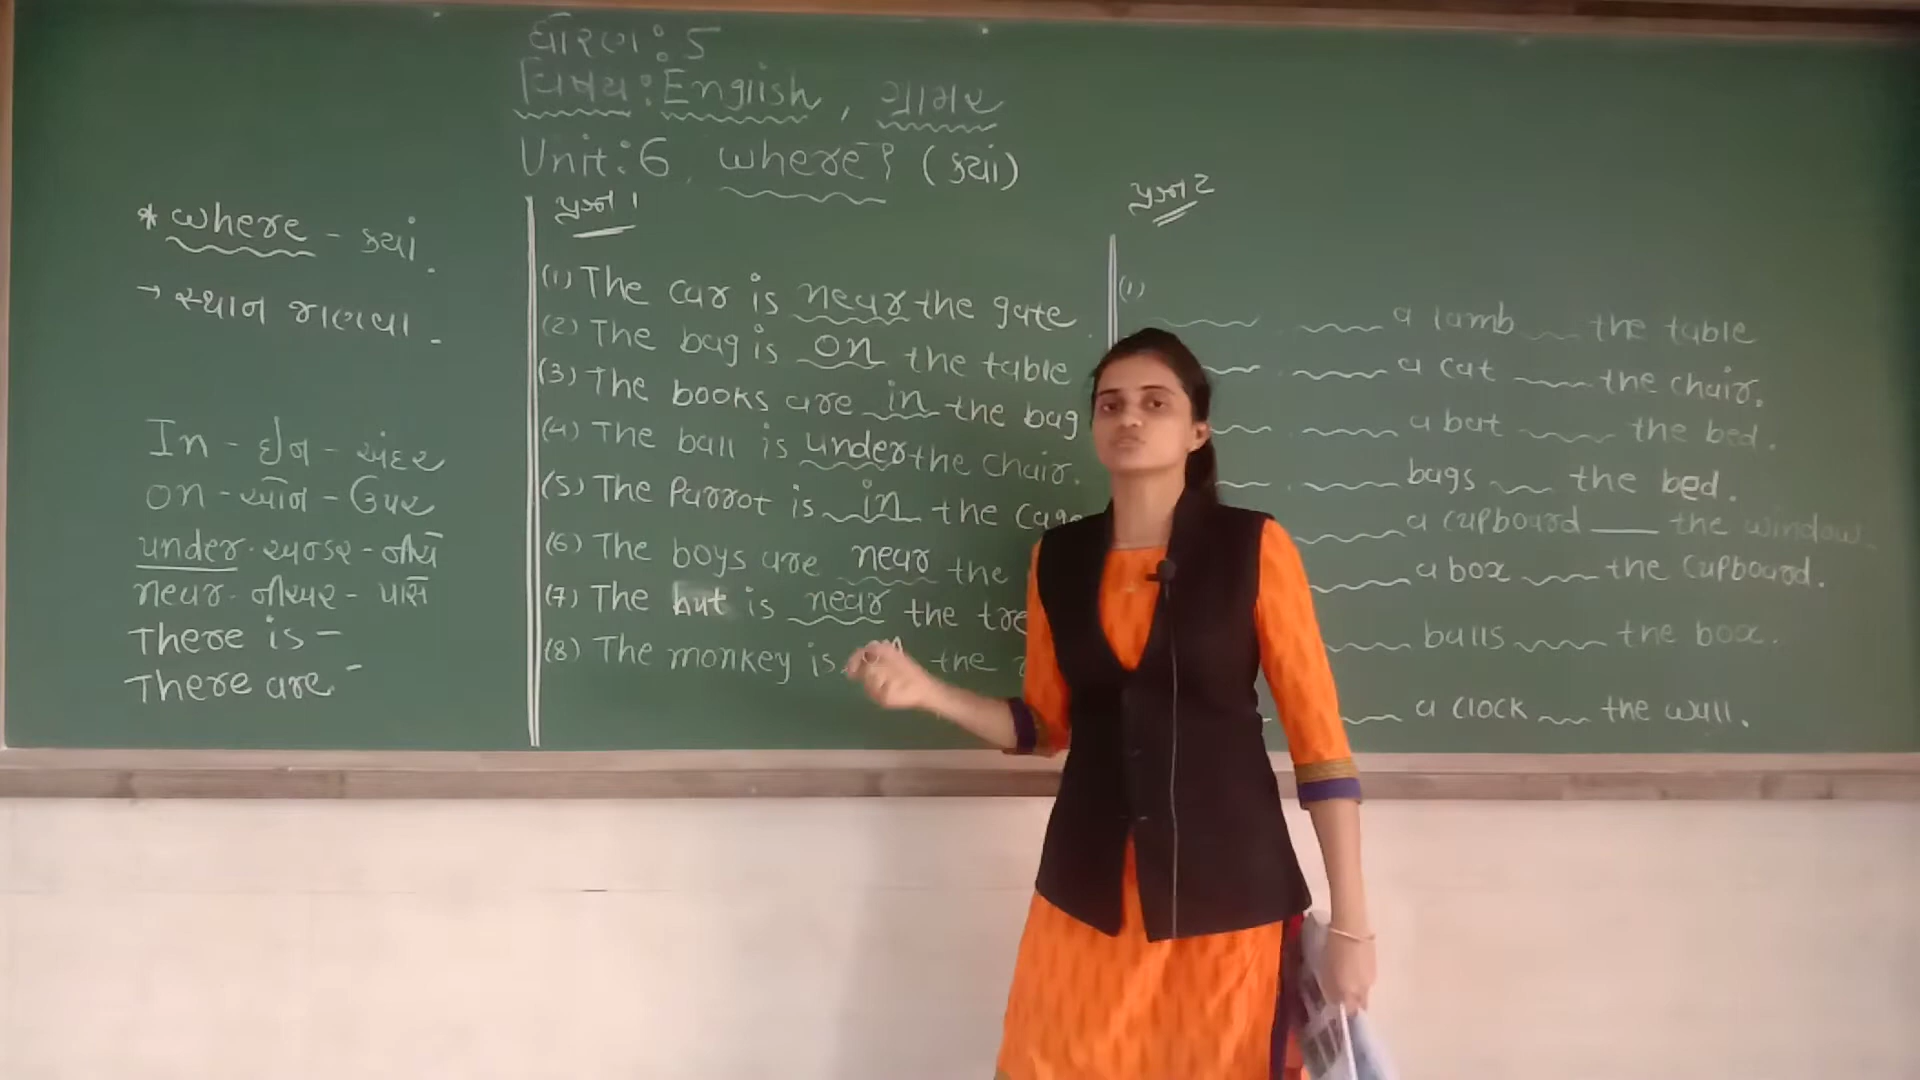 ધોરણ: 5
વિષય: English, ગ્રામર
Unit: 6, where? (ક્યાં)
* where - ક્યાં.
→ સ્થાન જાણવા.
In - ઈન - અંદર
on - ઓન - ઉપર
under - અન્ડર - નીચે
near - નીયર - પાસે
There is -
There are -
પ્રશ્ન 1
(1) The car is near the gate.
(2) The bag is on the table
(3) The books are in the bag
(4) The ball is under the chair.
(5) The Parrot is in the cage
(6) The boys are near the
(7) The hut is near the
(8) The monkey is the
પ્રશ્ન 2
(1) a lamb the table
a cat the chair.
a bat the bed.
bags the bed.
a cupboard the window.
a box the cupboard.
balls the box.
a clock the wall.